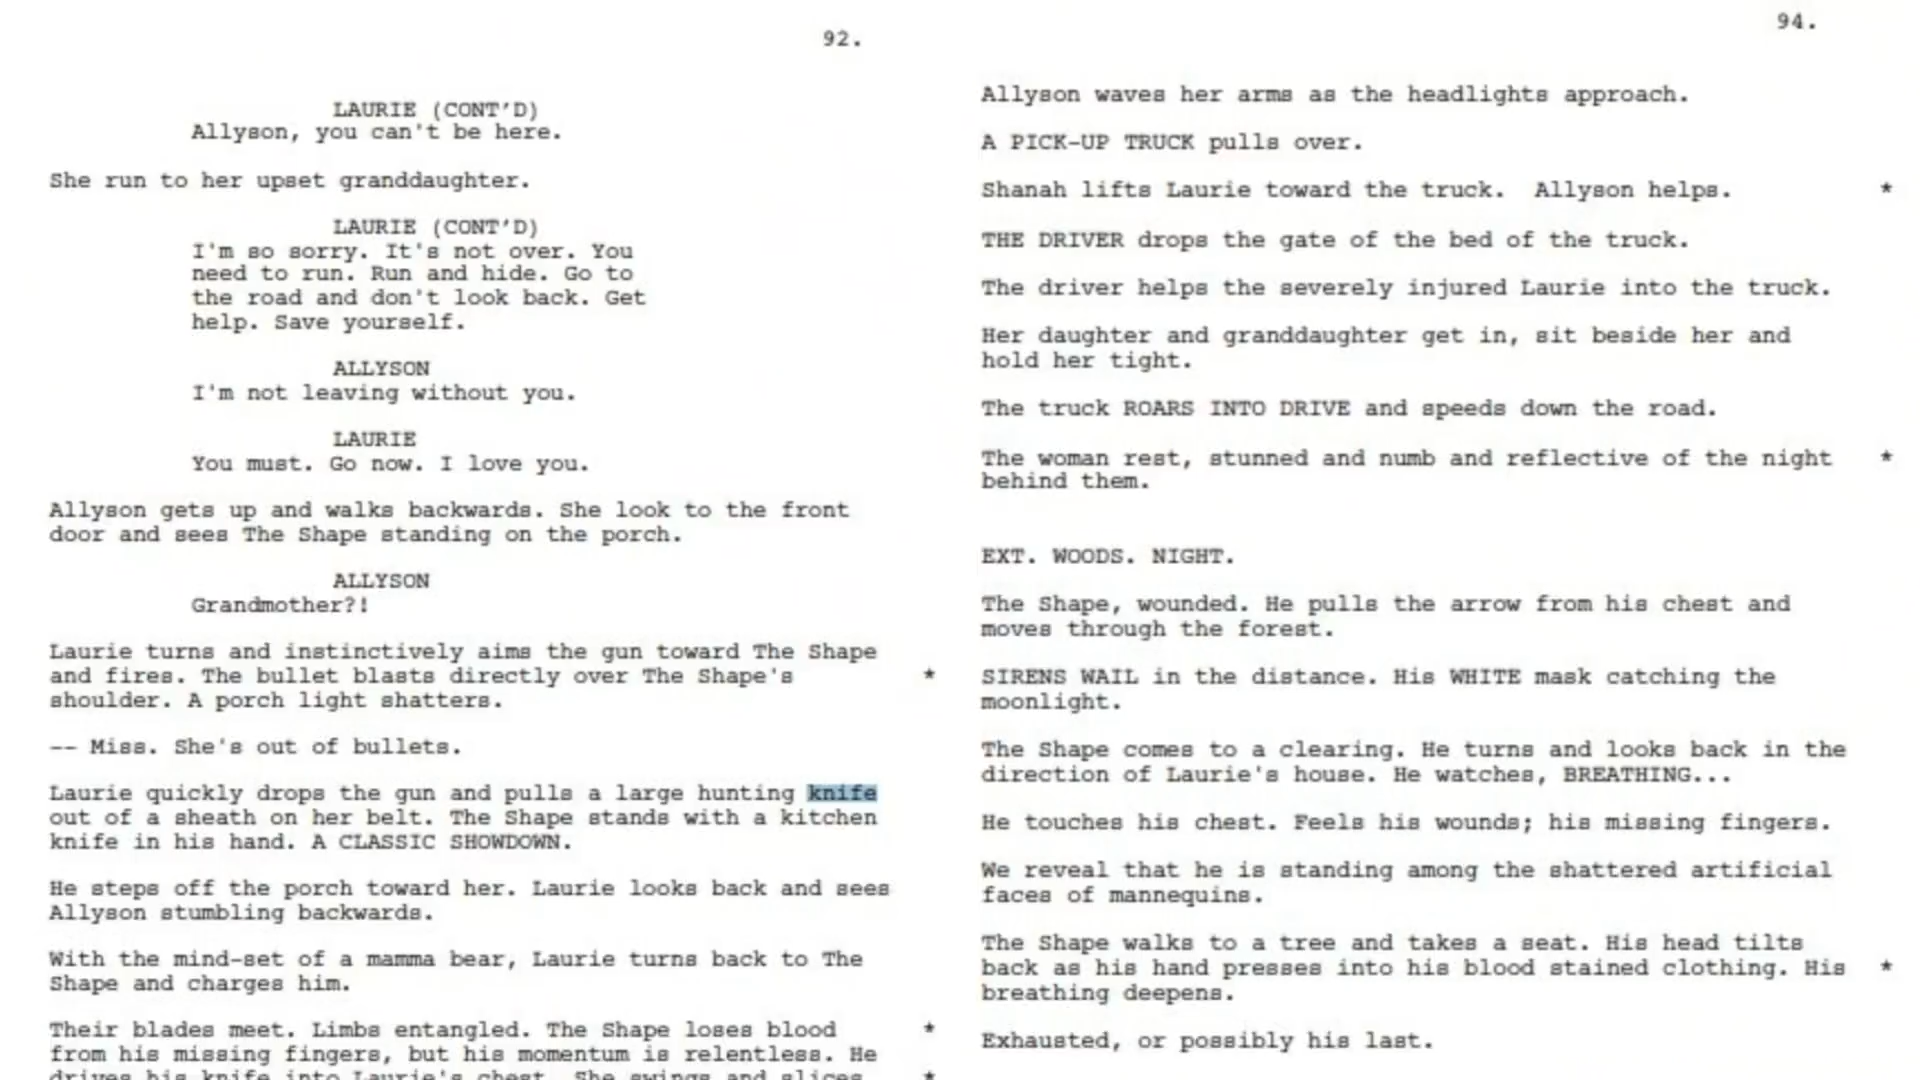 92.
LAURIE (CONT'D)
Allyson, you can't be here.
She run to her upset granddaughter.
LAURIE (CONT'D)
I'm so sorry. It's not over. You
need to run. Run and hide. Go to
the road and don't look back. Get
help. Save yourself.
ALLYSON
I'm not leaving without you.
LAURIE
You must. Go now. I love you.
Allyson gets up and walks backwards. She look to the front
door and sees The Shape standing on the porch.
ALLYSON
Grandmother?!
Laurie turns and instinctively aims the gun toward The Shape
and fires. The bullet blasts directly over The Shape's *
shoulder. A porch light shatters.
-- Miss. She's out of bullets.
Laurie quickly drops the gun and pulls a large hunting knife
out of a sheath on her belt. The Shape stands with a kitchen
knife in his hand. A CLASSIC SHOWDOWN.
He steps off the porch toward her. Laurie looks back and sees
Allyson stumbling backwards.
With the mind-set of a mamma bear, Laurie turns back to The
Shape and charges him.
Their blades meet. Limbs entangled. The Shape loses blood *
from his missing fingers, but his momentum is relentless. He
drives his knife into Laurie's chest. She swings and slices *
94.
Allyson waves her arms as the headlights approach.
A PICK-UP TRUCK pulls over.
Shanah lifts Laurie toward the truck. Allyson helps. *
THE DRIVER drops the gate of the bed of the truck.
The driver helps the severely injured Laurie into the truck.
Her daughter and granddaughter get in, sit beside her and
hold her tight.
The truck ROARS INTO DRIVE and speeds down the road.
The woman rest, stunned and numb and reflective of the night *
behind them.
EXT. WOODS. NIGHT.
The Shape, wounded. He pulls the arrow from his chest and
moves through the forest.
SIRENS WAIL in the distance. His WHITE mask catching the
moonlight.
The Shape comes to a clearing. He turns and looks back in the
direction of Laurie's house. He watches, BREATHING...
He touches his chest. Feels his wounds; his missing fingers.
We reveal that he is standing among the shattered artificial
faces of mannequins.
The Shape walks to a tree and takes a seat. His head tilts
back as his hand presses into his blood stained clothing. His *
breathing deepens.
Exhausted, or possibly his last.